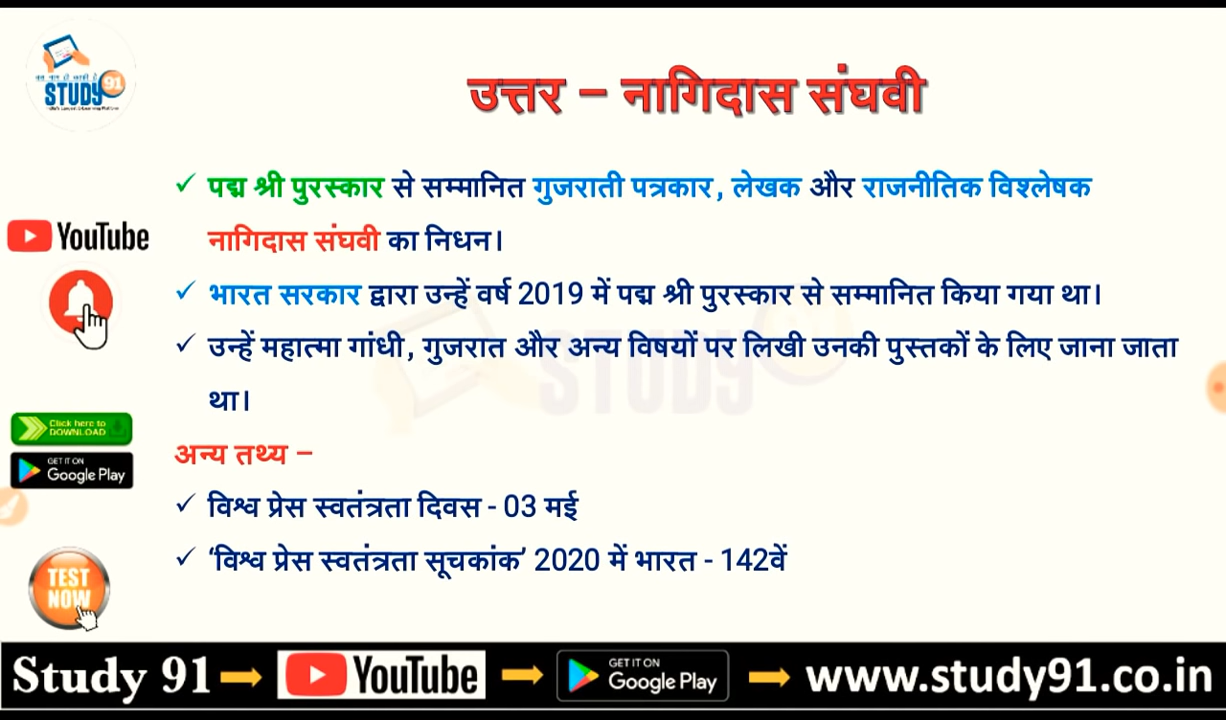 STUDY 91
उत्तर – नागिदास संघवी
✓ पद्म श्री पुरस्कार से सम्मानित गुजराती पत्रकार, लेखक और राजनीतिक विश्लेषक
नागिदास संघवी का निधन।
YouTube
✓ भारत सरकार द्वारा उन्हें वर्ष 2019 में पद्म श्री पुरस्कार से सम्मानित किया गया था।
✓ उन्हें महात्मा गांधी, गुजरात और अन्य विषयों पर लिखी उनकी पुस्तकों के लिए जाना जाता
था।
STUDY9
Click here to
DOWNLOAD
GET IT ON
Google Play
अन्य तथ्य –
✓ विश्व प्रेस स्वतंत्रता दिवस - 03 मई
✓ ‘विश्व प्रेस स्वतंत्रता सूचकांक’ 2020 में भारत - 142वें
TEST
NOW
Study 91 YouTube GET IT ON Google Play www.study91.co.in